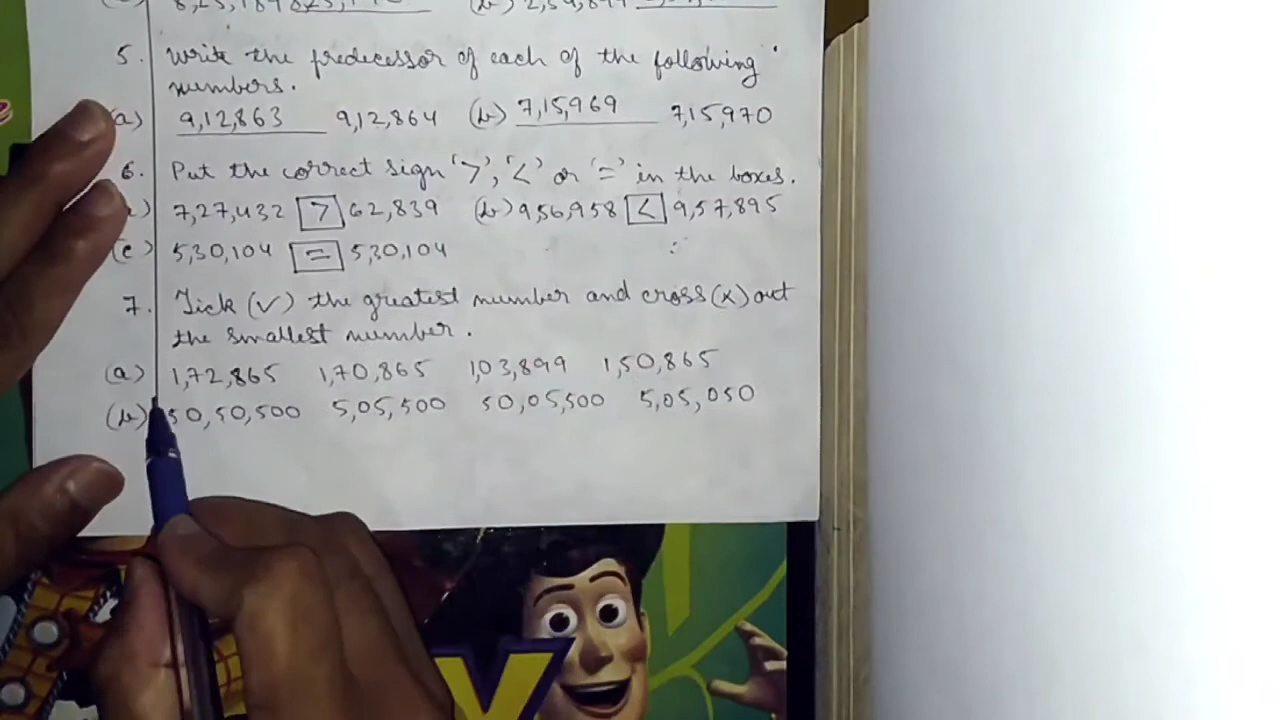 5. Write the predecessor of each of the following
numbers.
(a) 9,12,863 9,12,864 (b) 7,15,969 7,15,970
6. Put the correct sign '>', '<' or '=' in the boxes.
7,27,432 > 62,839 (b) 9,56,958 < 9,57,895
(c) 5,30,104 = 5,30,104
7. Tick (✓) the greatest number and cross (x) out
the smallest number.
(a) 1,72,865 1,70,865 1,03,899 1,50,865
(b) 50,50,500 5,05,500 50,05,500 5,05,050